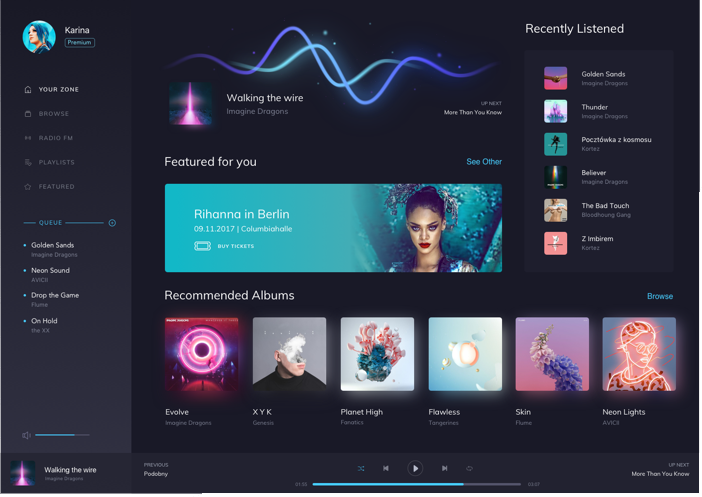 Karina
Premium
YOUR ZONE
BROWSE
RADIO FM
PLAYLISTS
FEATURED
QUEUE
Golden Sands
Imagine Dragons
Neon Sound
AVICII
Drop the Game
Flume
On Hold
the XX
Walking the wire
Imagine Dragons
UP NEXT
More Than You Know
Featured for you
See Other
Rihanna in Berlin
09.11.2017 | Columbiahalle
BUY TICKETS
Recently Listened
Golden Sands
Imagine Dragons
Thunder
Imagine Dragons
Pocztówka z kosmosu
Kortez
Believer
Imagine Dragons
The Bad Touch
Bloodhoung Gang
Z Imbirem
Kortez
Recommended Albums
Browse
Evolve
Imagine Dragons
X Y K
Genesis
Planet High
Fanatics
Flawless
Tangerines
Skin
Flume
Neon Lights
AVICII
Walking the wire
Imagine Dragons
PREVIOUS
Podobny
01:55
03:07
UP NEXT
More Than You Know